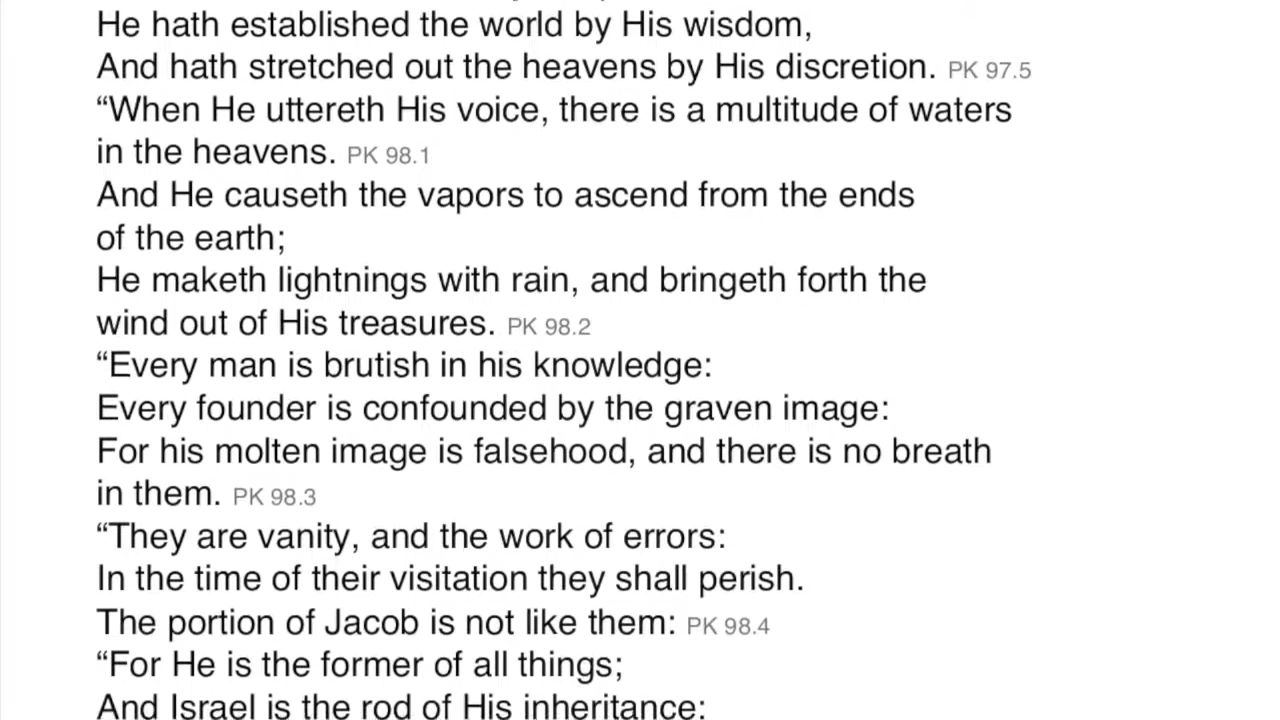 He hath established the world by His wisdom,
And hath stretched out the heavens by His discretion. PK 97.5
“When He uttereth His voice, there is a multitude of waters
in the heavens. PK 98.1
And He causeth the vapors to ascend from the ends
of the earth;
He maketh lightnings with rain, and bringeth forth the
wind out of His treasures. PK 98.2
“Every man is brutish in his knowledge:
Every founder is confounded by the graven image:
For his molten image is falsehood, and there is no breath
in them. PK 98.3
“They are vanity, and the work of errors:
In the time of their visitation they shall perish.
The portion of Jacob is not like them: PK 98.4
“For He is the former of all things;
And Israel is the rod of His inheritance: